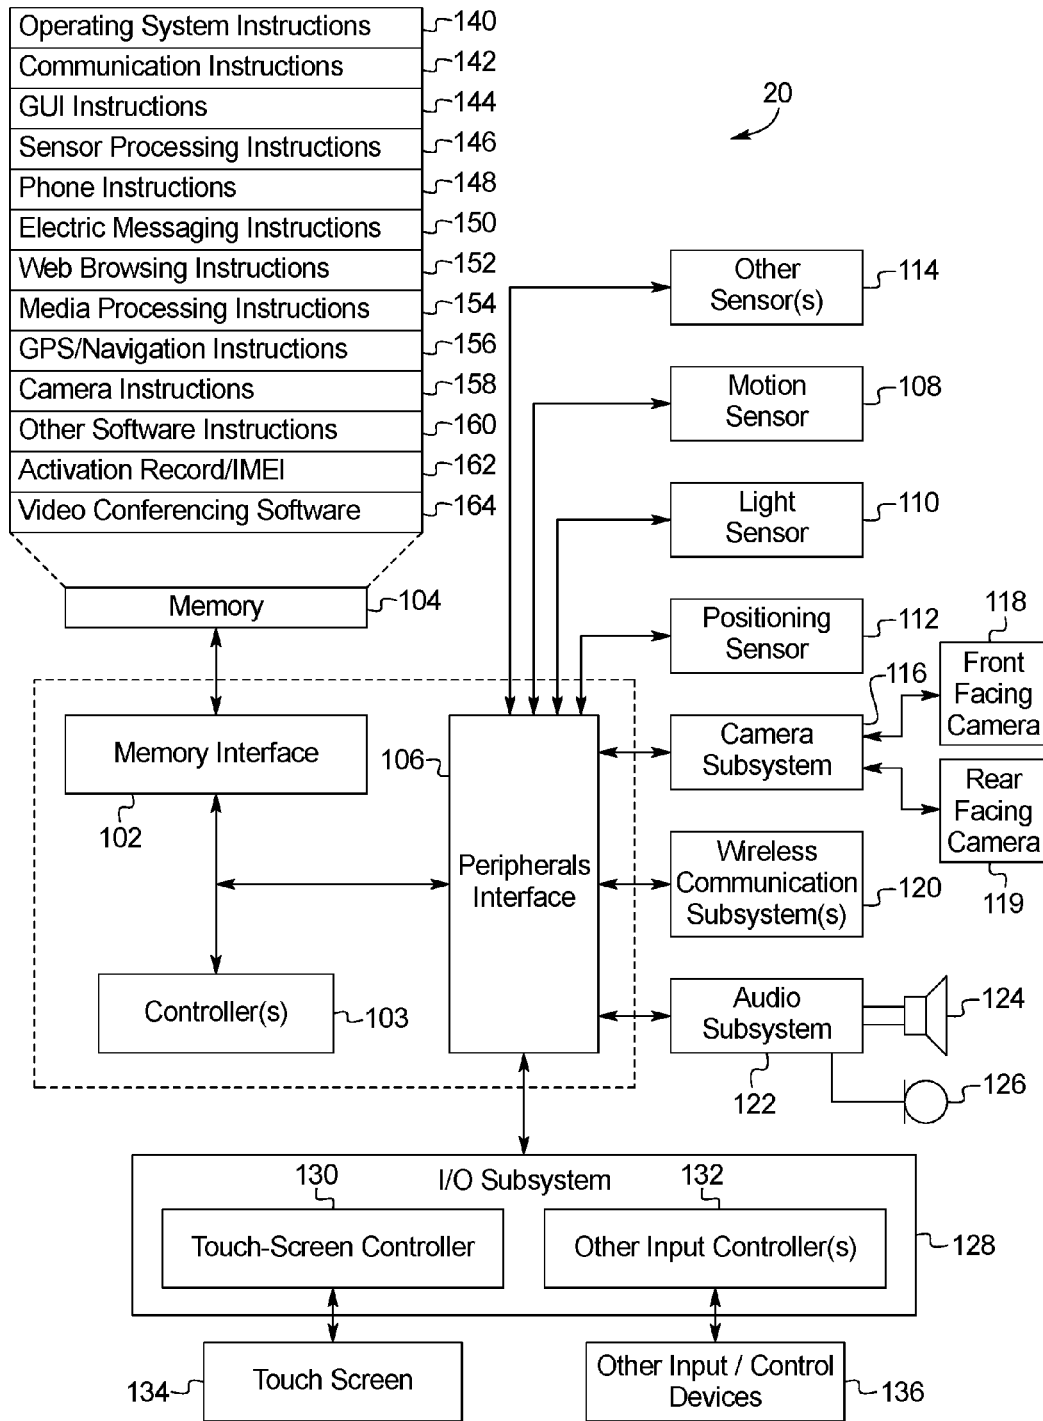 Operating System Instructions 140
Communication Instructions 142
GUI Instructions 144
Sensor Processing Instructions 146
Phone Instructions 148
Electric Messaging Instructions 150
Web Browsing Instructions 152
Media Processing Instructions 154
GPS/Navigation Instructions 156
Camera Instructions 158
Other Software Instructions 160
Activation Record/IMEI 162
Video Conferencing Software 164
20
Memory 104
Other
Sensor(s)
114
Motion
Sensor
108
Light
Sensor
110
Positioning
Sensor
112
Memory Interface
102
Controller(s)
103
106
Peripherals
Interface
Camera
Subsystem
116
118
Front
Facing
Camera
Rear
Facing
Camera
119
Wireless
Communication
Subsystem(s)
120
Audio
Subsystem
122
124
126
I/O Subsystem
130
132
Touch-Screen Controller
Other Input Controller(s)
128
Touch Screen
134
Other Input / Control
Devices
136